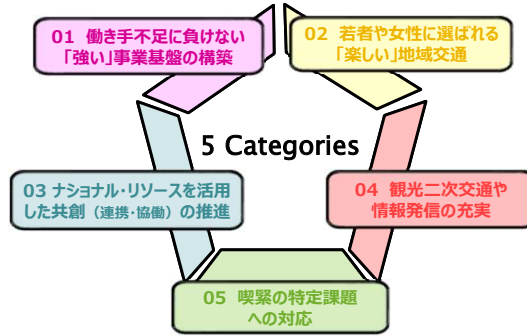 01 働き手不足に負けない
「強い」事業基盤の構築
02 若者や女性に選ばれる
「楽しい」地域交通
5 Categories
03 ナショナル・リソースを活用
した共創（連携・協働）の推進
04 観光二次交通や
情報発信の充実
05 喫緊の特定課題
への対応